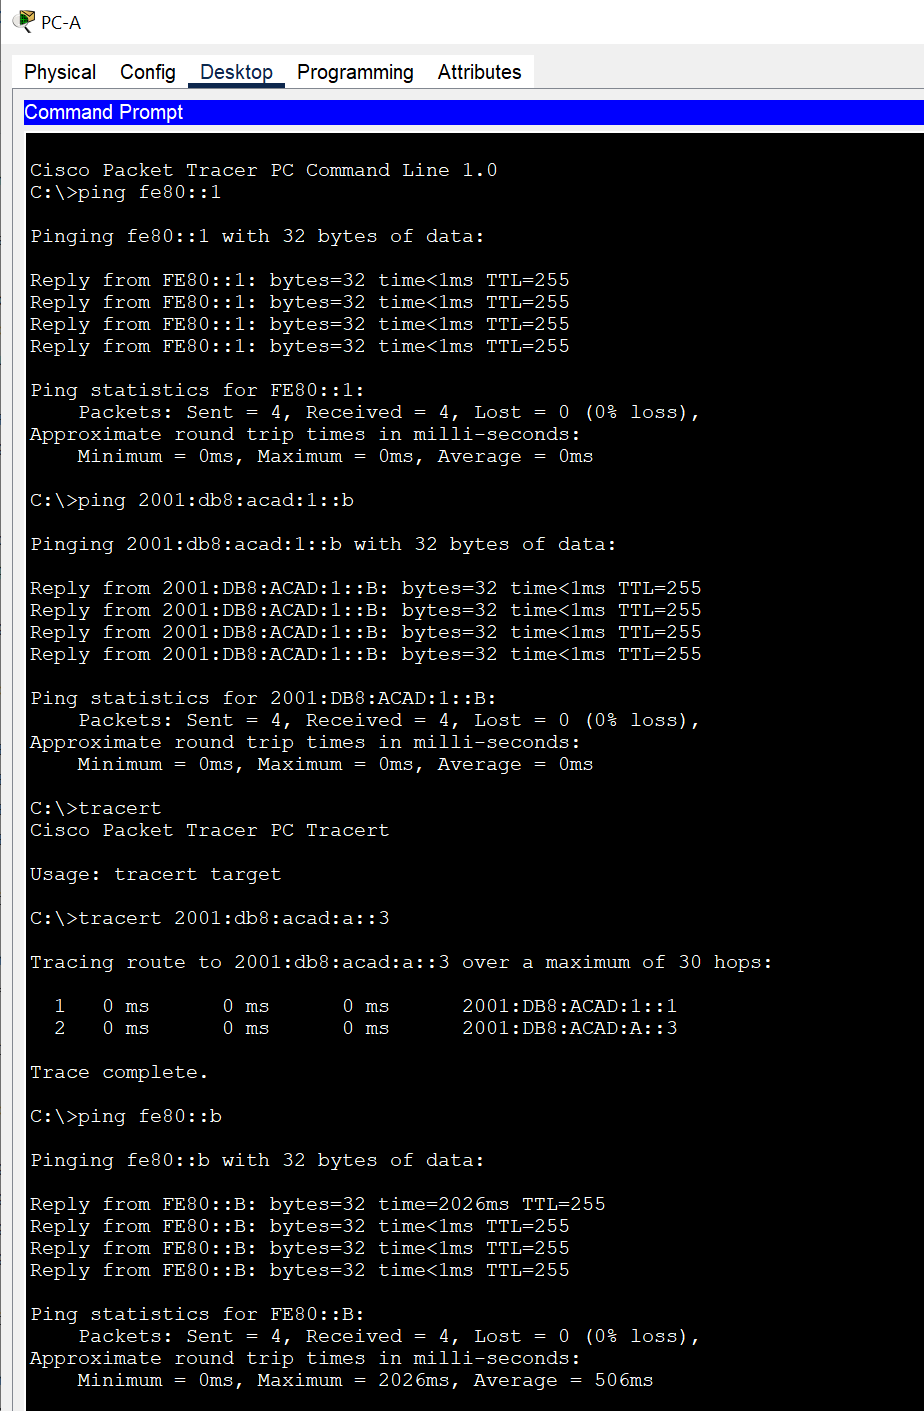 PC-A
Physical Config Desktop Programming Attributes
Command Prompt
Cisco Packet Tracer PC Command Line 1.0
C:\>ping fe80::1
Pinging fe80::1 with 32 bytes of data:
Reply from FE80::1: bytes=32 time<1ms TTL=255
Reply from FE80::1: bytes=32 time<1ms TTL=255
Reply from FE80::1: bytes=32 time<1ms TTL=255
Reply from FE80::1: bytes=32 time<1ms TTL=255
Ping statistics for FE80::1:
Packets: Sent = 4, Received = 4, Lost = 0 (0% loss),
Approximate round trip times in milli-seconds:
Minimum = 0ms, Maximum = 0ms, Average = 0ms
C:\>ping 2001:db8:acad:1::b
Pinging 2001:db8:acad:1::b with 32 bytes of data:
Reply from 2001:DB8:ACAD:1::B: bytes=32 time<1ms TTL=255
Reply from 2001:DB8:ACAD:1::B: bytes=32 time<1ms TTL=255
Reply from 2001:DB8:ACAD:1::B: bytes=32 time<1ms TTL=255
Reply from 2001:DB8:ACAD:1::B: bytes=32 time<1ms TTL=255
Ping statistics for 2001:DB8:ACAD:1::B:
Packets: Sent = 4, Received = 4, Lost = 0 (0% loss),
Approximate round trip times in milli-seconds:
Minimum = 0ms, Maximum = 0ms, Average = 0ms
C:\>tracert
Cisco Packet Tracer PC Tracert
Usage: tracert target
C:\>tracert 2001:db8:acad:a::3
Tracing route to 2001:db8:acad:a::3 over a maximum of 30 hops:
1 0 ms 0 ms 0 ms 2001:DB8:ACAD:1::1
2 0 ms 0 ms 0 ms 2001:DB8:ACAD:A::3
Trace complete.
C:\>ping fe80::b
Pinging fe80::b with 32 bytes of data:
Reply from FE80::B: bytes=32 time=2026ms TTL=255
Reply from FE80::B: bytes=32 time<1ms TTL=255
Reply from FE80::B: bytes=32 time<1ms TTL=255
Reply from FE80::B: bytes=32 time<1ms TTL=255
Ping statistics for FE80::B:
Packets: Sent = 4, Received = 4, Lost = 0 (0% loss),
Approximate round trip times in milli-seconds:
Minimum = 0ms, Maximum = 2026ms, Average = 506ms